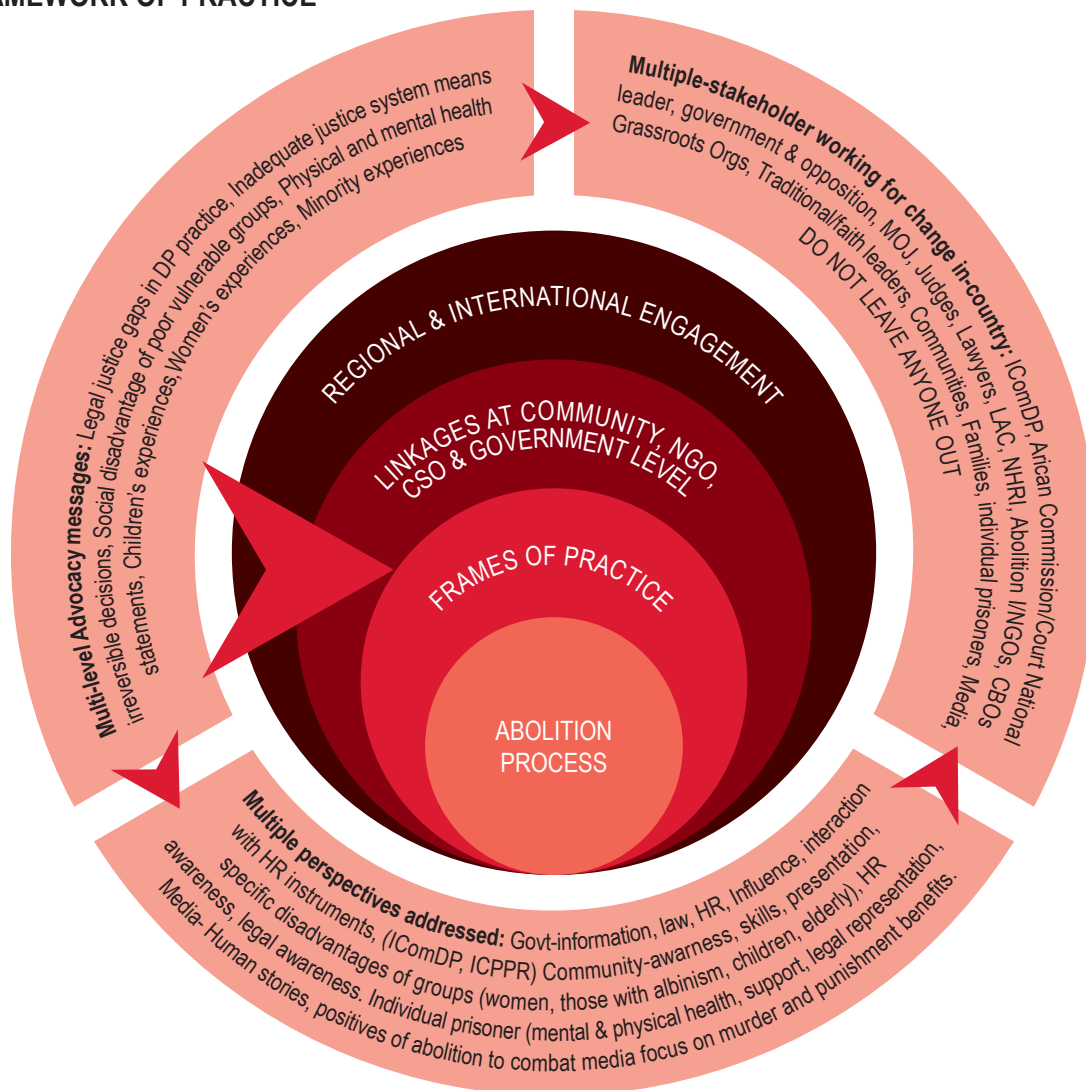 AMEWORK OF PRACTICE
Multi-level Advocacy messages: Legal justice gaps in DP practice, Inadequate justice system means
irreversible decisions, Social disadvantage of poor vulnerable groups, Physical and mental health
statements, Children's experiences,Women's experiences, Minority experiences
Multiple-stakeholder working for change in-country: IComDP, Arican Commission/Court National
leader, government & opposition, MOJ, Judges, Lawyers, LAC, NHRI, Abolition I/NGOs, CBOs
Grassroots Orgs, Traditional/faith leaders, Communities, Families, individual prisoners, Media,
DO NOT LEAVE ANYONE OUT
REGIONAL & INTERNATIONAL ENGAGEMENT
LINKAGES AT COMMUNITY, NGO,
CSO & GOVERNMENT LEVEL
FRAMES OF PRACTICE
ABOLITION
PROCESS
Multiple perspectives addressed: Govt-information, law, HR, Influence, interaction
with HR instruments, (IComDP, ICPPR) Community-awarness, skills, presentation,
specific disadvantages of groups (women, those with albinism, children, elderly), HR
awareness, legal awareness. Individual prisoner (mental & physical health, support, legal representation,
Media- Human stories, positives of abolition to combat media focus on murder and punishment benefits.